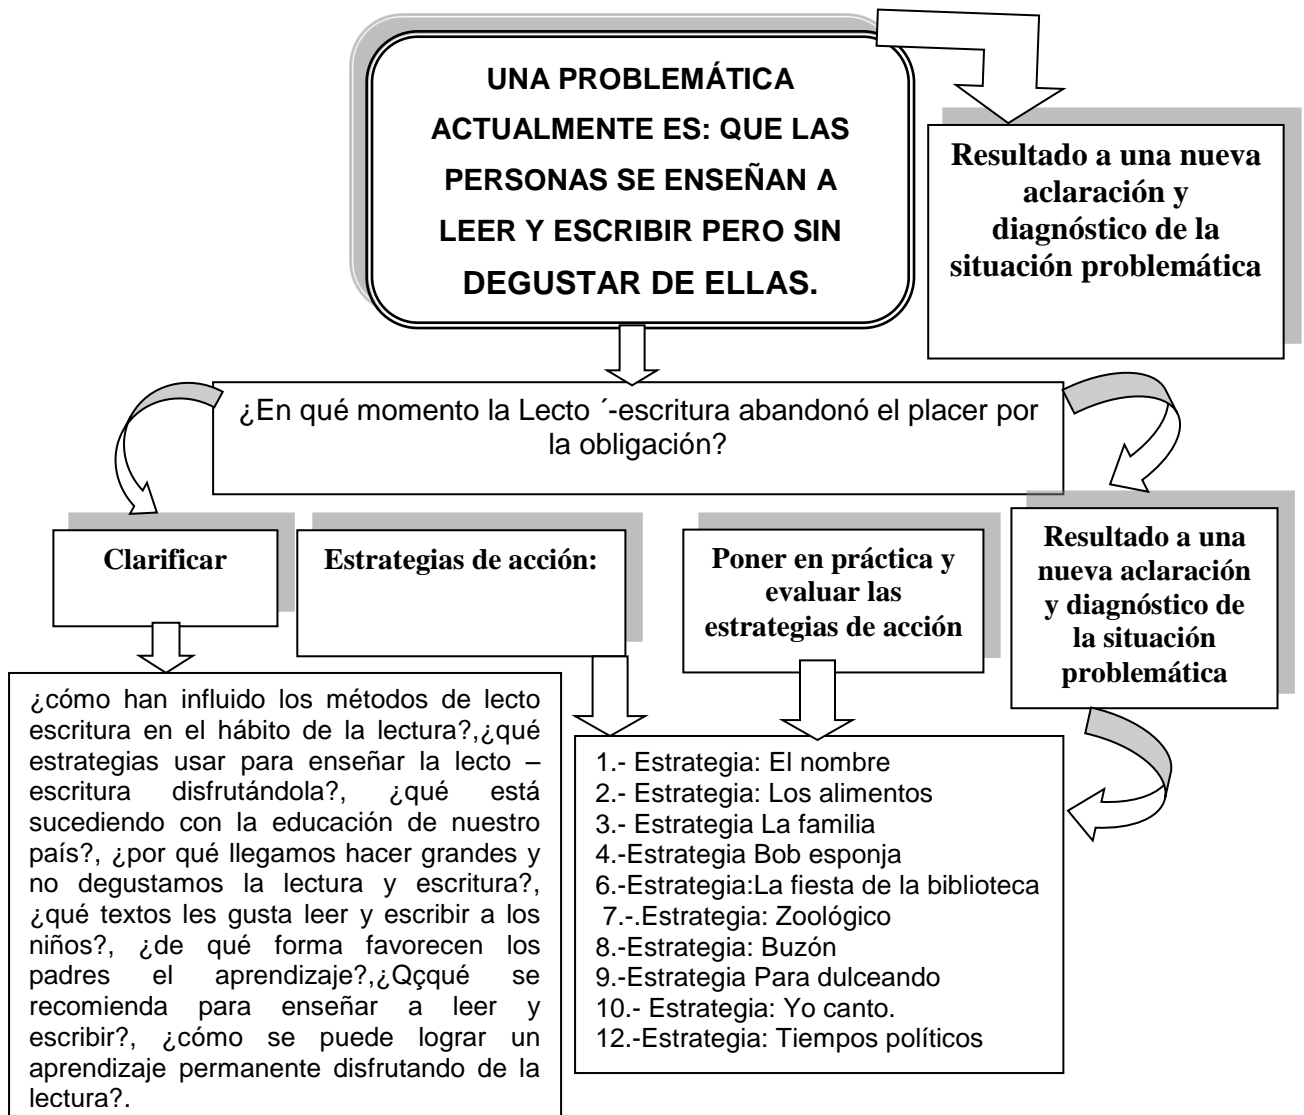 UNA PROBLEMÁTICA
ACTUALMENTE ES: QUE LAS
PERSONAS SE ENSEÑAN A
LEER Y ESCRIBIR PERO SIN
DEGUSTAR DE ELLAS.
Resultado a una nueva
aclaración y
diagnóstico de la
situación problemática
¿En qué momento la Lecto ´-escritura abandonó el placer por
la obligación?
Clarificar
Estrategias de acción:
Poner en práctica y
evaluar las
estrategias de acción
Resultado a una
nueva aclaración
y diagnóstico de
la situación
problemática
¿cómo han influido los métodos de lecto
escritura en el hábito de la lectura?,¿qué
estrategias usar para enseñar la lecto –
escritura disfrutándola?, ¿qué está
sucediendo con la educación de nuestro
país?, ¿por qué llegamos hacer grandes y
no degustamos la lectura y escritura?,
¿qué textos les gusta leer y escribir a los
niños?, ¿de qué forma favorecen los
padres el aprendizaje?,¿Qçqué se
recomienda para enseñar a leer y
escribir?, ¿cómo se puede lograr un
aprendizaje permanente disfrutando de la
lectura?.
1.- Estrategia: El nombre
2.- Estrategia: Los alimentos
3.- Estrategia La familia
4.-Estrategia Bob esponja
6.-Estrategia:La fiesta de la biblioteca
7.-.Estrategia: Zoológico
8.-Estrategia: Buzón
9.-Estrategia Para dulceando
10.- Estrategia: Yo canto.
12.-Estrategia: Tiempos políticos